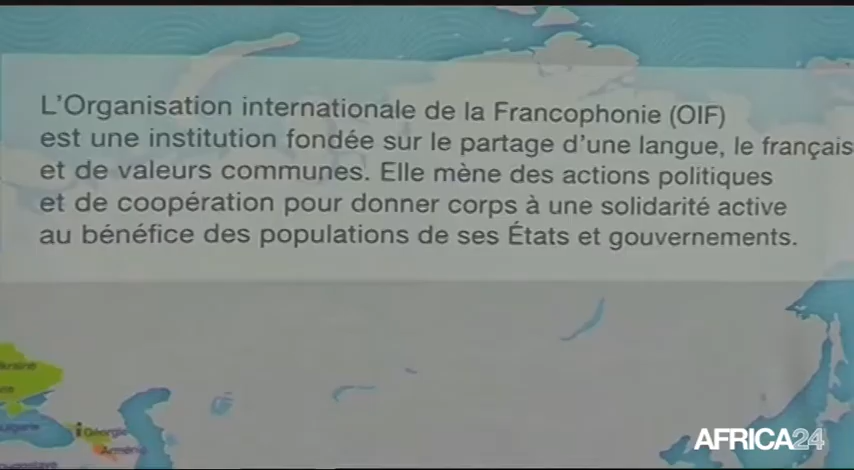 L'Organisation internationale de la Francophonie (OIF)
est une institution fondée sur le partage d'une langue, le français
et de valeurs communes. Elle mène des actions politiques
et de coopération pour donner corps à une solidarité active
au bénéfice des populations de ses États et gouvernements.
Géorgie
Arménie
AFRICA24